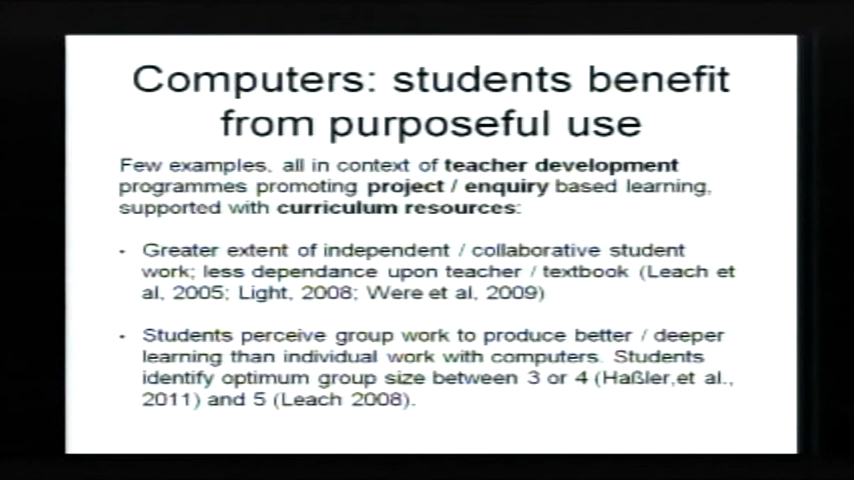 Computers: students benefit
from purposeful use
Few examples, all in context of teacher development
programmes promoting project / enquiry based learning,
supported with curriculum resources:
- Greater extent of independent / collaborative student
work; less dependance upon teacher / textbook (Leach et
al, 2005; Light, 2008; Were et al, 2009)
- Students perceive group work to produce better / deeper
learning than individual work with computers. Students
identify optimum group size between 3 or 4 (Haßler,et al.,
2011) and 5 (Leach 2008).